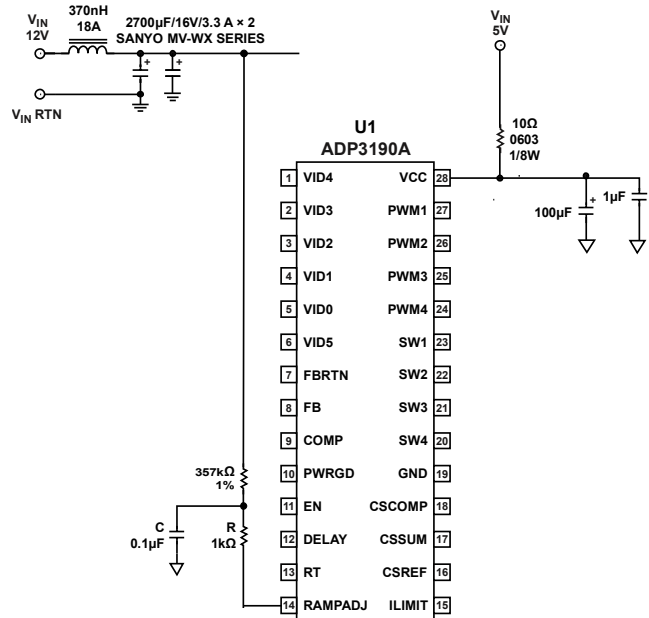 370nH
18A
2700µF/16V/3.3 A × 2
SANYO MV-WX SERIES
VIN
12V
VIN RTN
VIN
5V
10Ω
0603
1/8W
U1
ADP3190A
1 VID4 VCC 28
2 VID3 PWM1 27
3 VID2 PWM2 26
4 VID1 PWM3 25
5 VID0 PWM4 24
6 VID5 SW1 23
7 FBRTN SW2 22
8 FB SW3 21
9 COMP SW4 20
10 PWRGD GND 19
11 EN CSCOMP 18
12 DELAY CSSUM 17
13 RT CSREF 16
14 RAMPADJ ILIMIT 15
+
+
+
100µF
1µF
357kΩ
1%
C
0.1µF
R
1kΩ